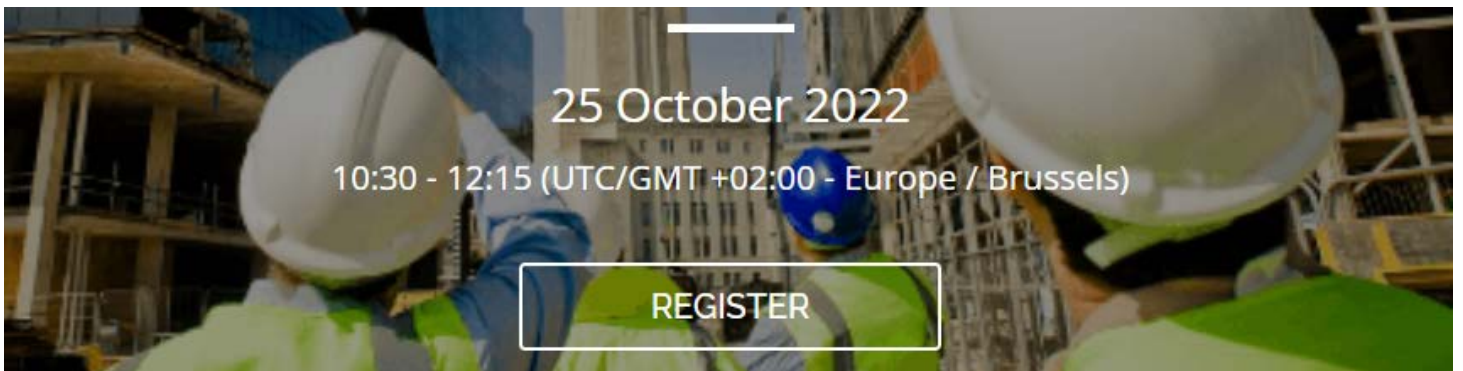 25 October 2022
10:30 - 12:15 (UTC/GMT +02:00 - Europe / Brussels)
REGISTER